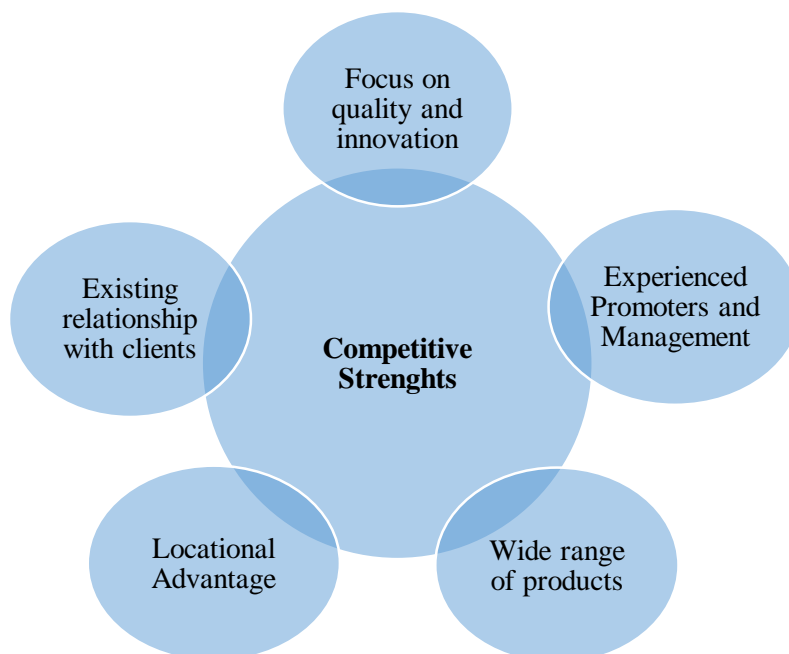 Focus on
quality and
innovation
Existing
relationship
with clients
Experienced
Promoters and
Management
Competitive
Strenghts
Locational
Advantage
Wide range
of products